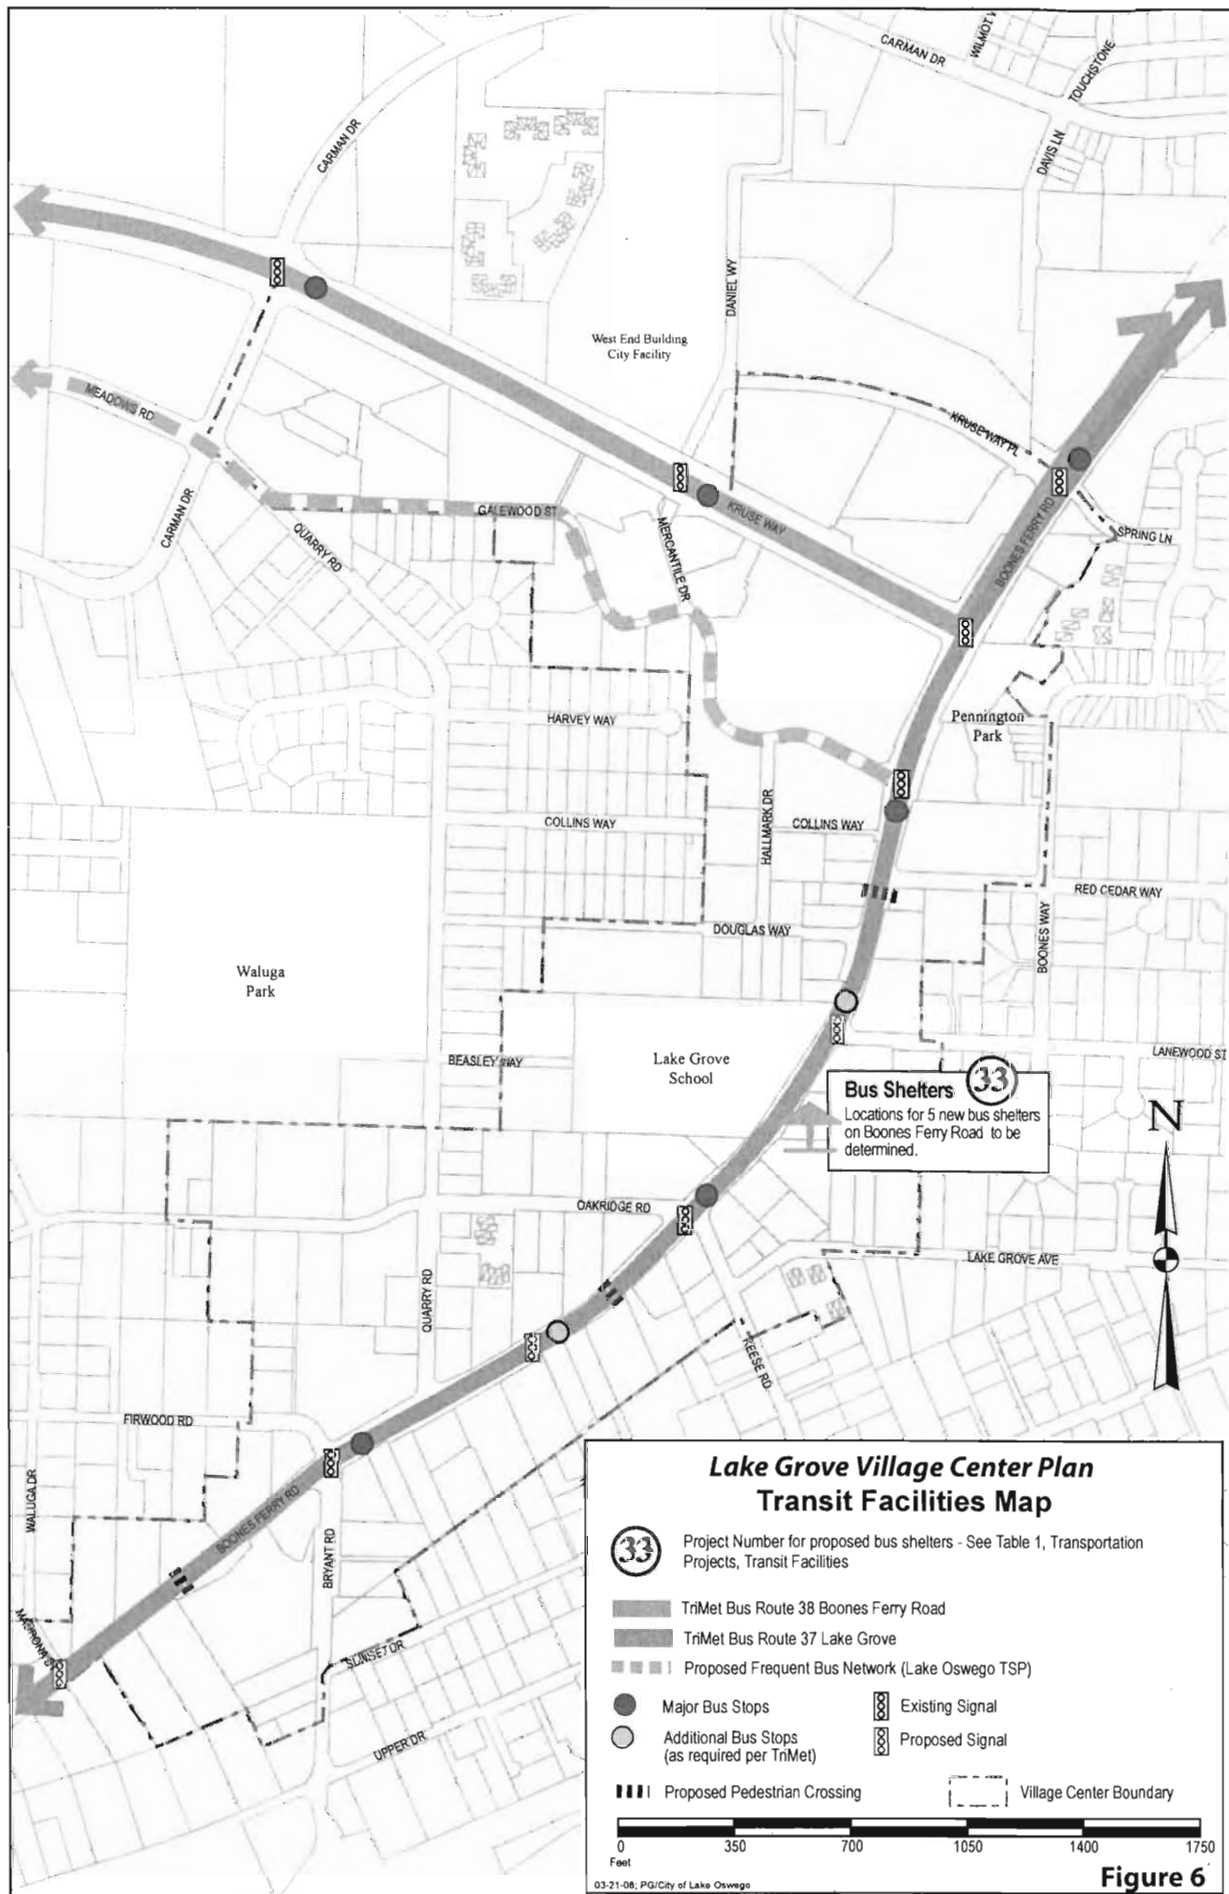 CARMAN DR
WILMOT
TOUCHSTONE
CARMAN DR
DAVIS LN
DANIEL WY
West End Building
City Facility
MEADOWS RD
KRUSE WAY PL
CARMAN DR
QUARRY RD
GALEWOOD ST
MERCANTILE DR
KRUSE WAY
BOONES FERRY RD
SPRING LN
HARVEY WAY
Pennington
Park
COLLINS WAY
HALLMARK DR
COLLINS WAY
RED CEDAR WAY
DOUGLAS WAY
BOONES WAY
Waluga
Park
BEASLEY WAY
Lake Grove
School
LANEWOOD ST
Bus Shelters 33
Locations for 5 new bus shelters
on Boones Ferry Road to be
determined.
N
OAKRIDGE RD
LAKE GROVE AVE
QUARRY RD
REESE RD
FIRWOOD RD
WALUGA DR
BOONES FERRY RD
BRYANT RD
MADRONA ST
SUNSET DR
UPPER DR
Lake Grove Village Center Plan
Transit Facilities Map
33 Project Number for proposed bus shelters - See Table 1, Transportation
Projects, Transit Facilities
TriMet Bus Route 38 Boones Ferry Road
TriMet Bus Route 37 Lake Grove
Proposed Frequent Bus Network (Lake Oswego TSP)
Major Bus Stops
Existing Signal
Additional Bus Stops
(as required per TriMet)
Proposed Signal
Proposed Pedestrian Crossing
Village Center Boundary
0 350 700 1050 1400 1750
Feet
03-21-08; PG/City of Lake Oswego
Figure 6